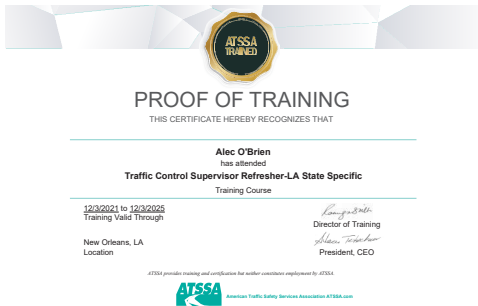 ATSSA
TRAINED
PROOF OF TRAINING
THIS CERTIFICATE HEREBY RECOGNIZES THAT
Alec O'Brien
has attended
Traffic Control Supervisor Refresher-LA State Specific
Training Course
12/3/2021 to 12/3/2025
Training Valid Through
Director of Training
New Orleans, LA
Location
President, CEO
ATSSA provides training and certification but neither constitutes employment by ATSSA.
ATSSA
American Traffic Safety Services Association ATSSA.com